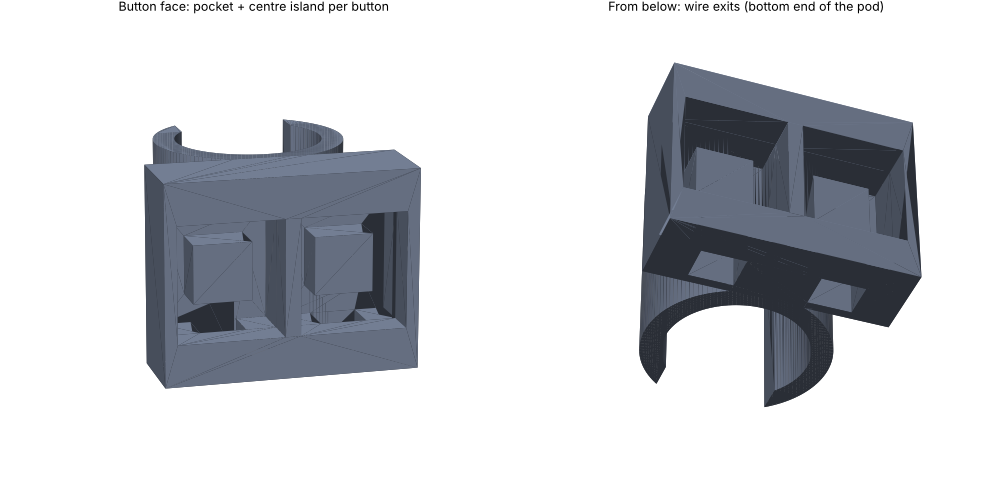 Button face: pocket + centre island per button
From below: wire exits (bottom end of the pod)